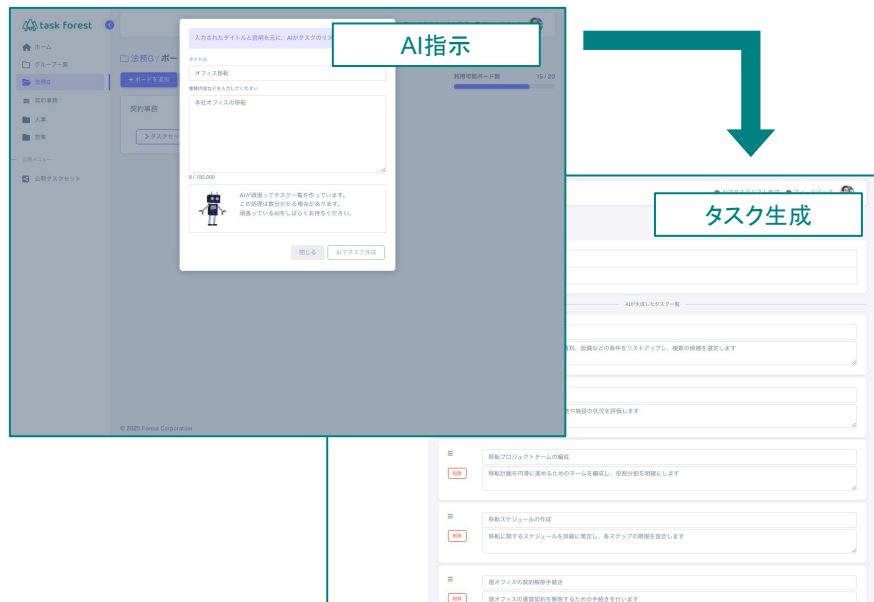 task forest
ホーム
グループ一覧
法務G
契約事務
人事
営業
公開メニュー
公開タスクセット
法務G / ボー
+ ボードを追加
契約事務
> タスクセッ
利用可能ボード数 15 / 20
入力されたタイトルと説明を元に、AIがタスクのリス
タイトル
オフィス移転
業務内容などを入力してください
本社オフィスの移転
9 / 100,000
AIが頑張ってタスク一覧を作っています。
この処理は数分かかる場合があります。
頑張っているAIをしばらくお待ちください。
閉じる
AIでタスク作成
© 2025 Forest Corporation
AI指示
タスク生成
AIが生成したタスク一覧
賃料、設備などの条件をリストアップし、複数の候補を選定します
や施設の状況を評価します
移転プロジェクトチームの編成
削除
移転計画を円滑に進めるためのチームを編成し、役割分担を明確にします
移転スケジュールの作成
削除
移転に関するスケジュールを詳細に策定し、各ステップの期限を設定します
現オフィスの契約解除手続き
削除
現オフィスの賃貸契約を解除するための手続きを行います